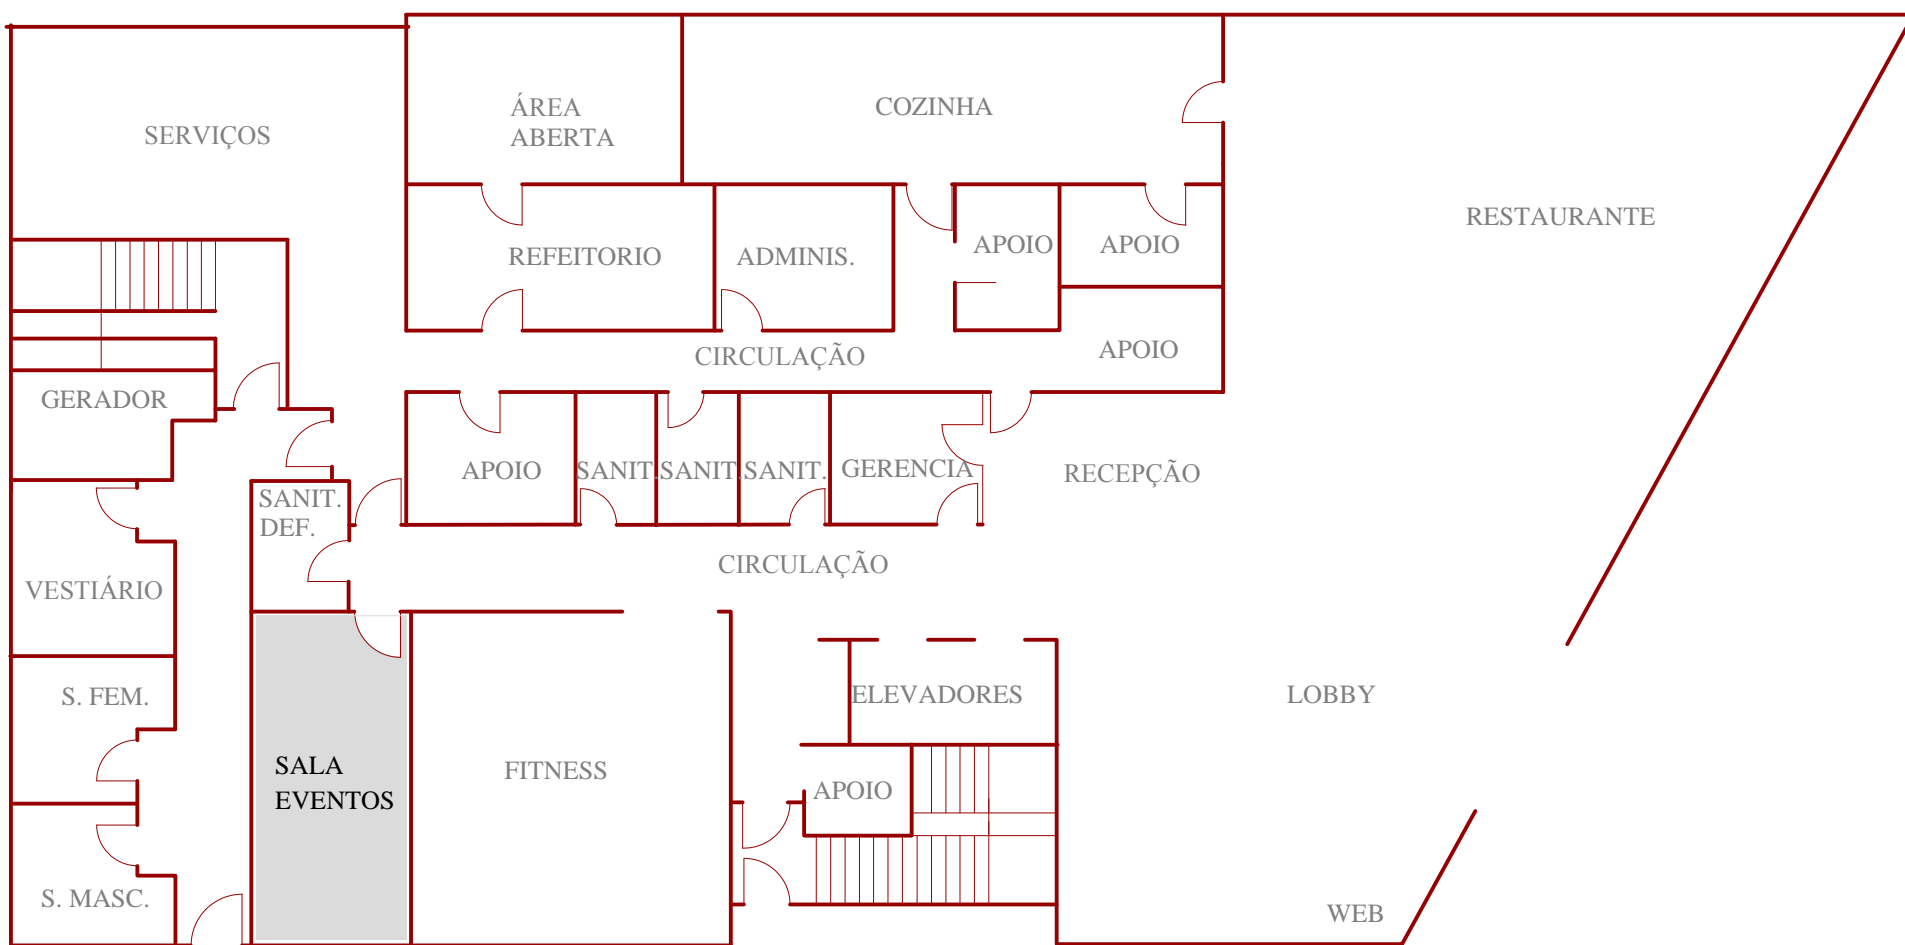 ÁREA
ABERTA
COZINHA
SERVIÇOS
RESTAURANTE
REFEITORIO
ADMINIS.
APOIO
APOIO
CIRCULAÇÃO
APOIO
GERADOR
APOIO
SANIT.
SANIT.
SANIT.
GERENCIA
RECEPÇÃO
SANIT.
DEF.
CIRCULAÇÃO
VESTIÁRIO
S. FEM.
ELEVADORES
LOBBY
SALA
EVENTOS
FITNESS
APOIO
S. MASC.
WEB